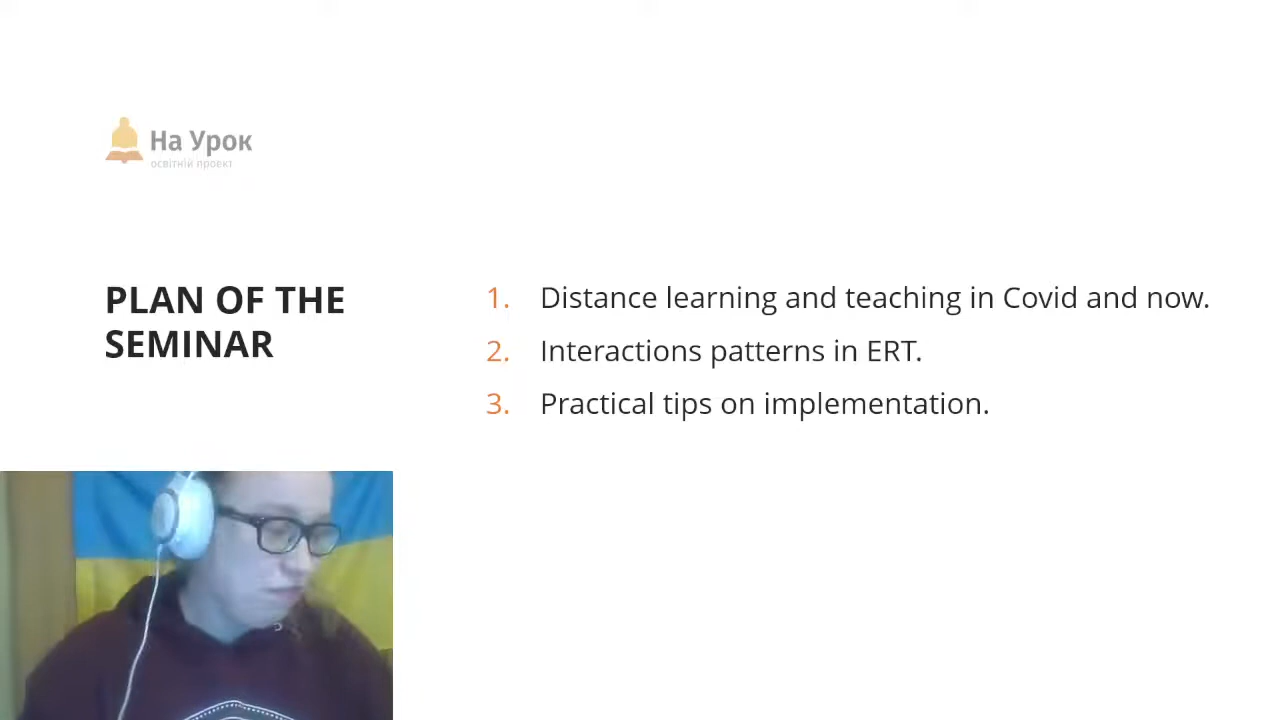 На Урок
освітній проект
PLAN OF THE
SEMINAR
1. Distance learning and teaching in Covid and now.
2. Interactions patterns in ERT.
3. Practical tips on implementation.